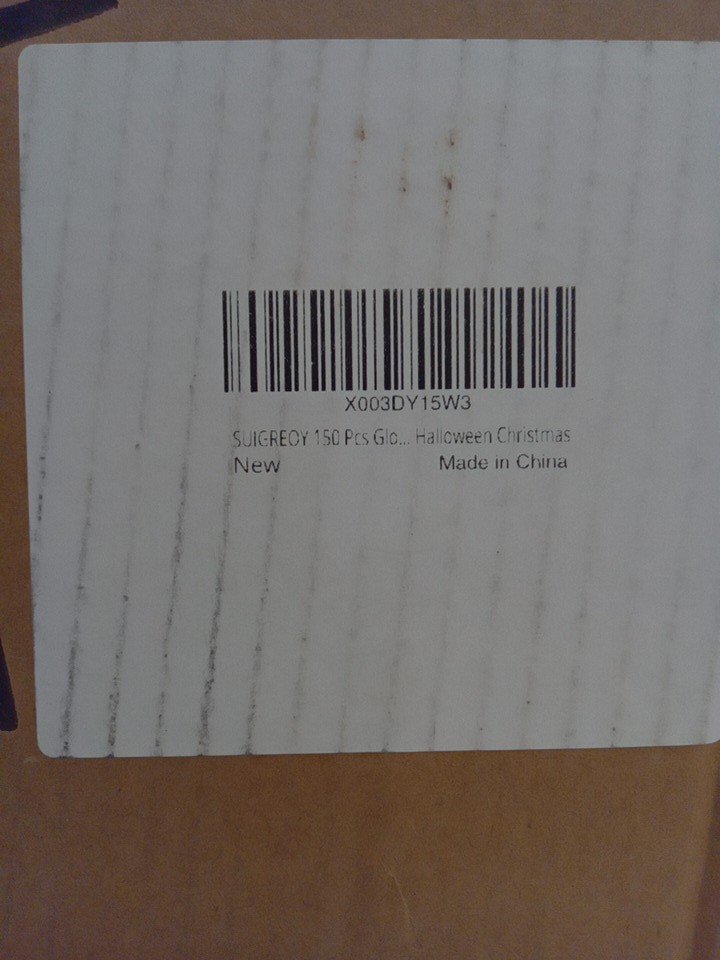 X003DY15W3
SUIGREOY 150 Pcs Glo... Halloween Christmas
New Made in China